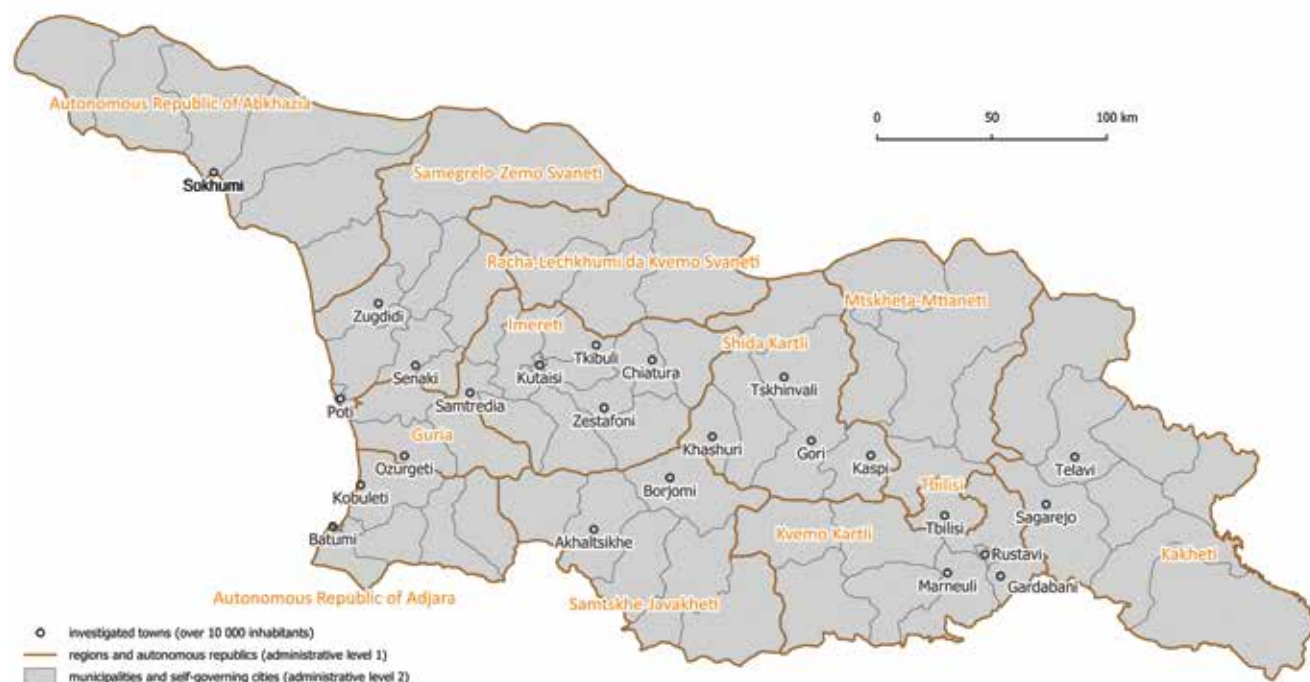 Autonomous Republic of Abkhazia
0 50 100 km
Sokhumi
Samegrelo-Zemo Svaneti
Racha-Lechkhumi da Kvemo Svaneti
Mtskheta-Mtianeti
Zugdidi
Imereti
Shida Kartli
Tkibuli
Chiatura
Kutaisi
Senaki
Tskhinvali
Poti
Samtredia
Zestafoni
Guria
Khashuri
Gori
Kaspi
Ozurgeti
Telavi
Kobuleti
Borjomi
Tbilisi
Sagarejo
Batumi
Akhaltsikhe
Kvemo Kartli
Tbilisi
Rustavi
Kakheti
Marneuli
Gardabani
Autonomous Republic of Adjara
Samtskhe Javakheti
investigated towns (over 10 000 inhabitants)
regions and autonomous republics (administrative level 1)
municipalities and self-governing cities (administrative level 2)